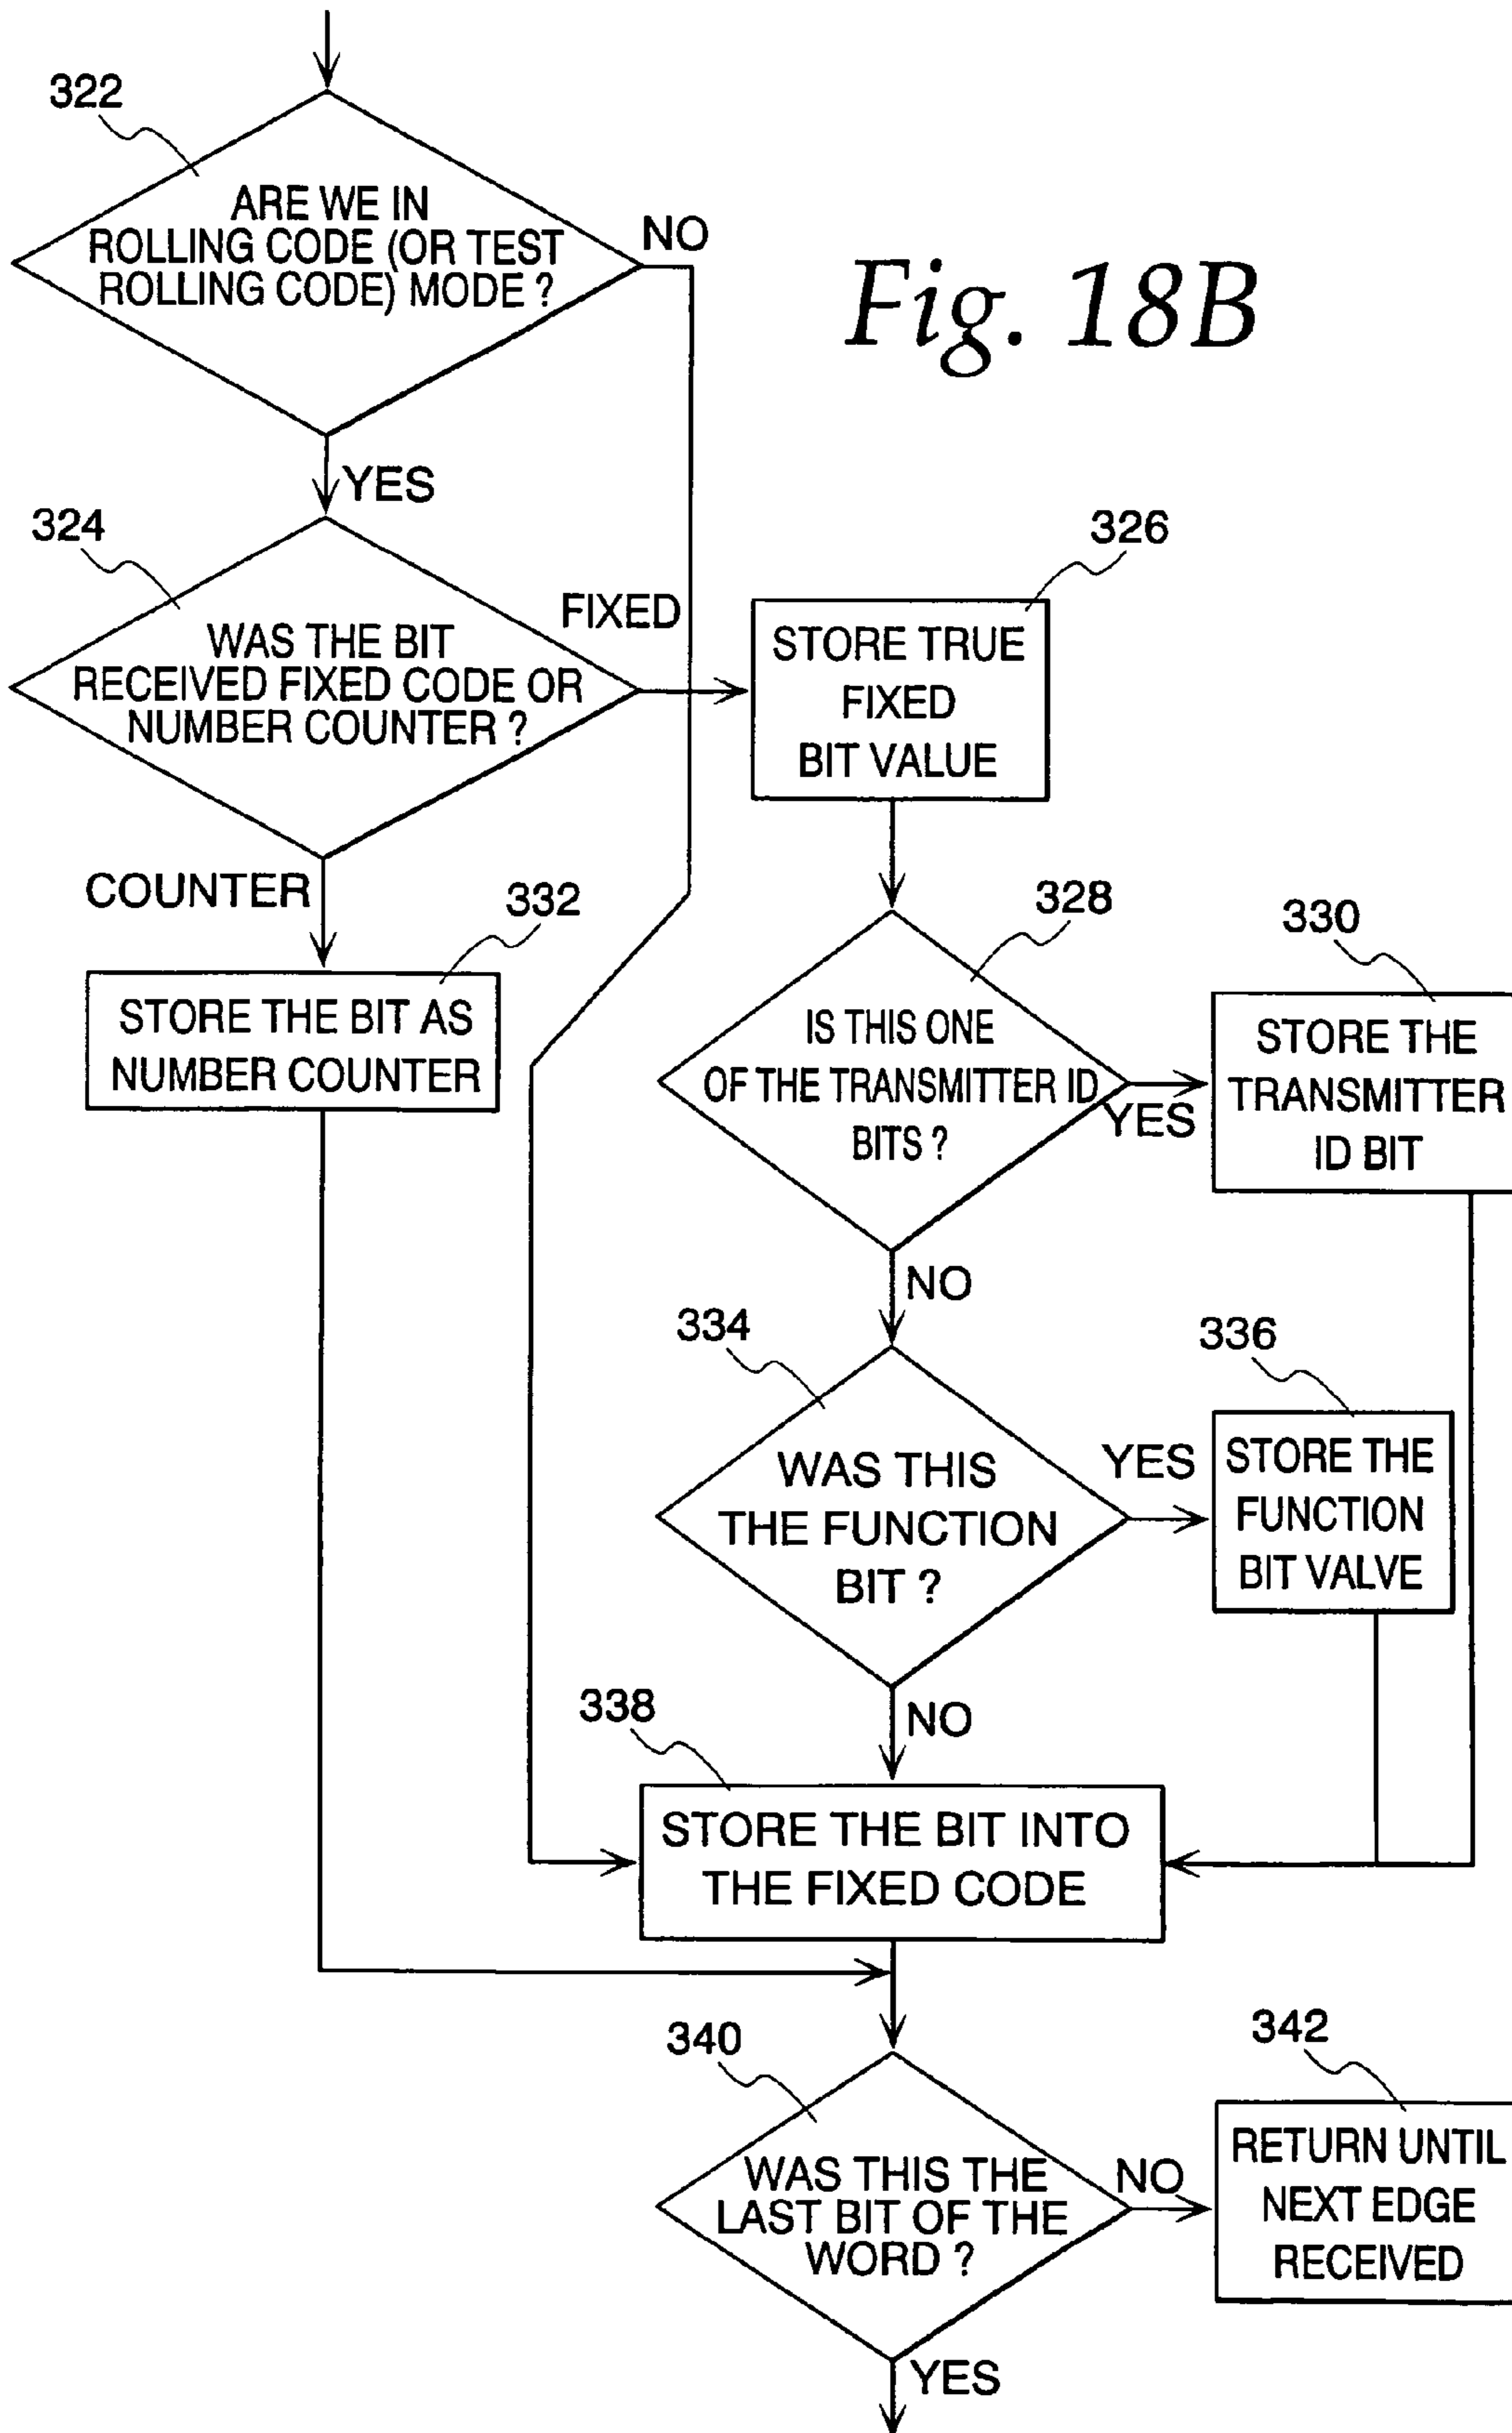 322
ARE WE IN
ROLLING CODE (OR TEST
ROLLING CODE) MODE ?
NO
Fig. 18B
YES
324
WAS THE BIT
RECEIVED FIXED CODE OR
NUMBER COUNTER ?
FIXED
326
STORE TRUE
FIXED
BIT VALUE
COUNTER
332
STORE THE BIT AS
NUMBER COUNTER
328
IS THIS ONE
OF THE TRANSMITTER ID
BITS ?
YES
330
STORE THE
TRANSMITTER
ID BIT
NO
334
WAS THIS
THE FUNCTION
BIT ?
YES
336
STORE THE
FUNCTION
BIT VALVE
NO
338
STORE THE BIT INTO
THE FIXED CODE
340
WAS THIS THE
LAST BIT OF THE
WORD ?
NO
342
RETURN UNTIL
NEXT EDGE
RECEIVED
YES